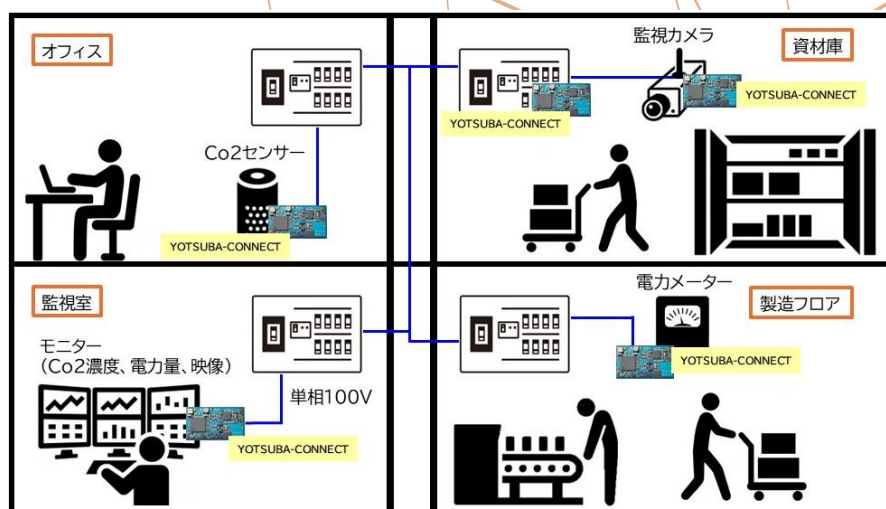 オフィス
Co2センサー
YOTSUBA-CONNECT
監視カメラ
資材庫
YOTSUBA-CONNECT
YOTSUBA-CONNECT
監視室
モニター
(Co2濃度、電力量、映像)
単相100V
YOTSUBA-CONNECT
電力メーター
製造フロア
YOTSUBA-CONNECT